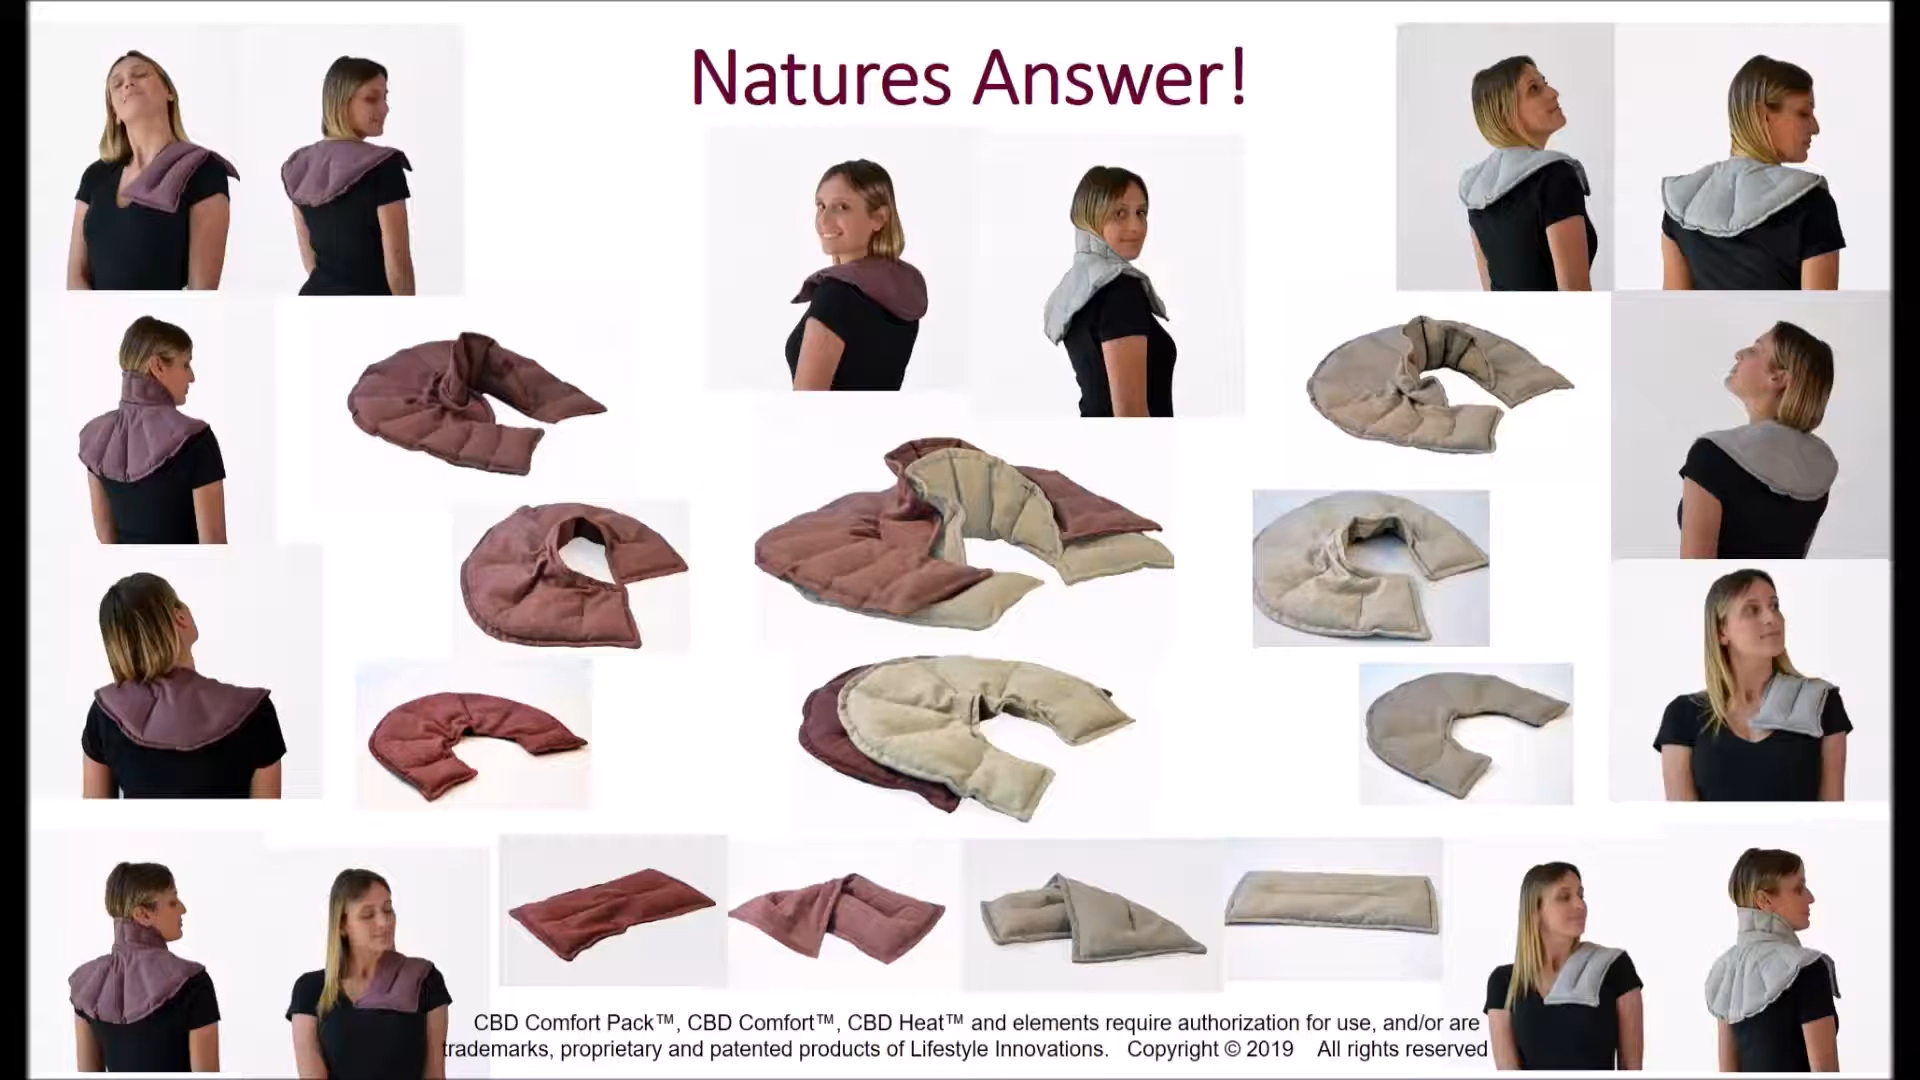 Natures Answer!
CBD Comfort Pack™, CBD Comfort™, CBD Heat™ and elements require authorization for use, and/or are
trademarks, proprietary and patented products of Lifestyle Innovations. Copyright © 2019 All rights reserved